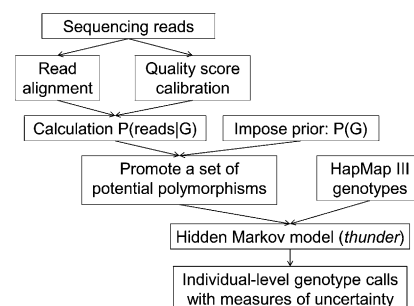 Sequencing reads
Read
alignment
Quality score
calibration
Calculation P(reads|G)
Impose prior: P(G)
Promote a set of
potential polymorphisms
HapMap III
genotypes
Hidden Markov model (thunder)
Individual-level genotype calls
with measures of uncertainty